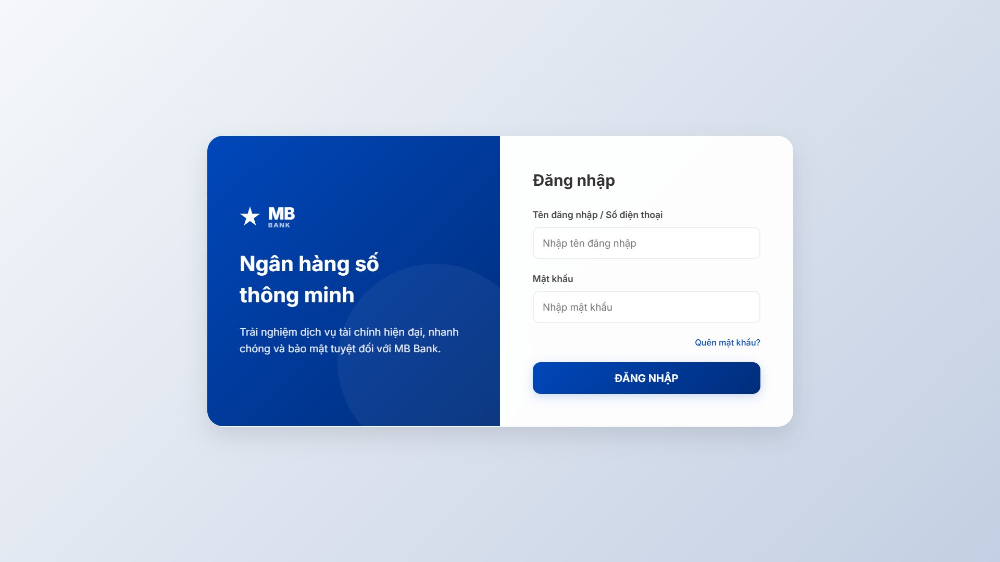 MB
BANK
Ngân hàng số
thông minh
Trải nghiệm dịch vụ tài chính hiện đại, nhanh
chóng và bảo mật tuyệt đối với MB Bank.
Đăng nhập
Tên đăng nhập / Số điện thoại
Nhập tên đăng nhập
Mật khẩu
Nhập mật khẩu
Quên mật khẩu?
ĐĂNG NHẬP